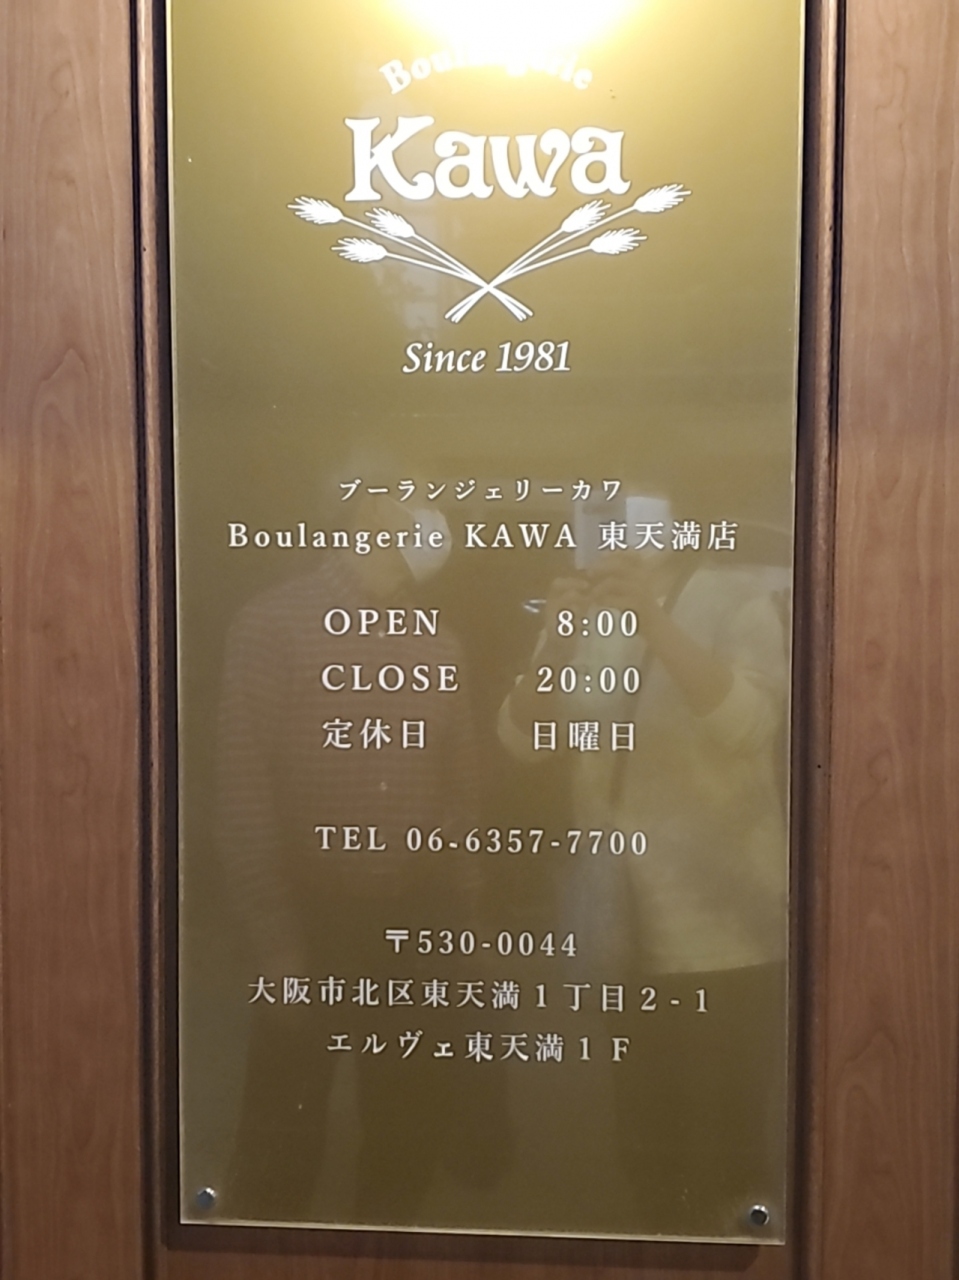 Boulangerie
Kawa
Since 1981
ブーランジェリーカワ
Boulangerie KAWA 東天満店
OPEN 8:00
CLOSE 20:00
定休日 日曜日
TEL 06-6357-7700
〒530-0044
大阪市北区東天満1丁目2-1
エルヴェ東天満1F